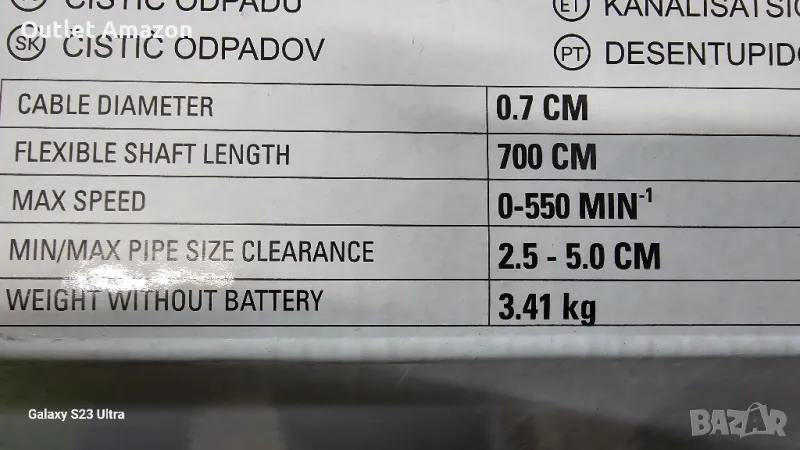 ČISTIČ ODPADU
ET KANALISATSIO
Outlet Amazon
SK ČISTIČ ODPADOV
PT DESENTUPIDO
CABLE DIAMETER 0.7 CM
FLEXIBLE SHAFT LENGTH 700 CM
MAX SPEED 0-550 MIN⁻¹
MIN/MAX PIPE SIZE CLEARANCE 2.5 - 5.0 CM
WEIGHT WITHOUT BATTERY 3.41 kg
Galaxy S23 Ultra
BAZAR